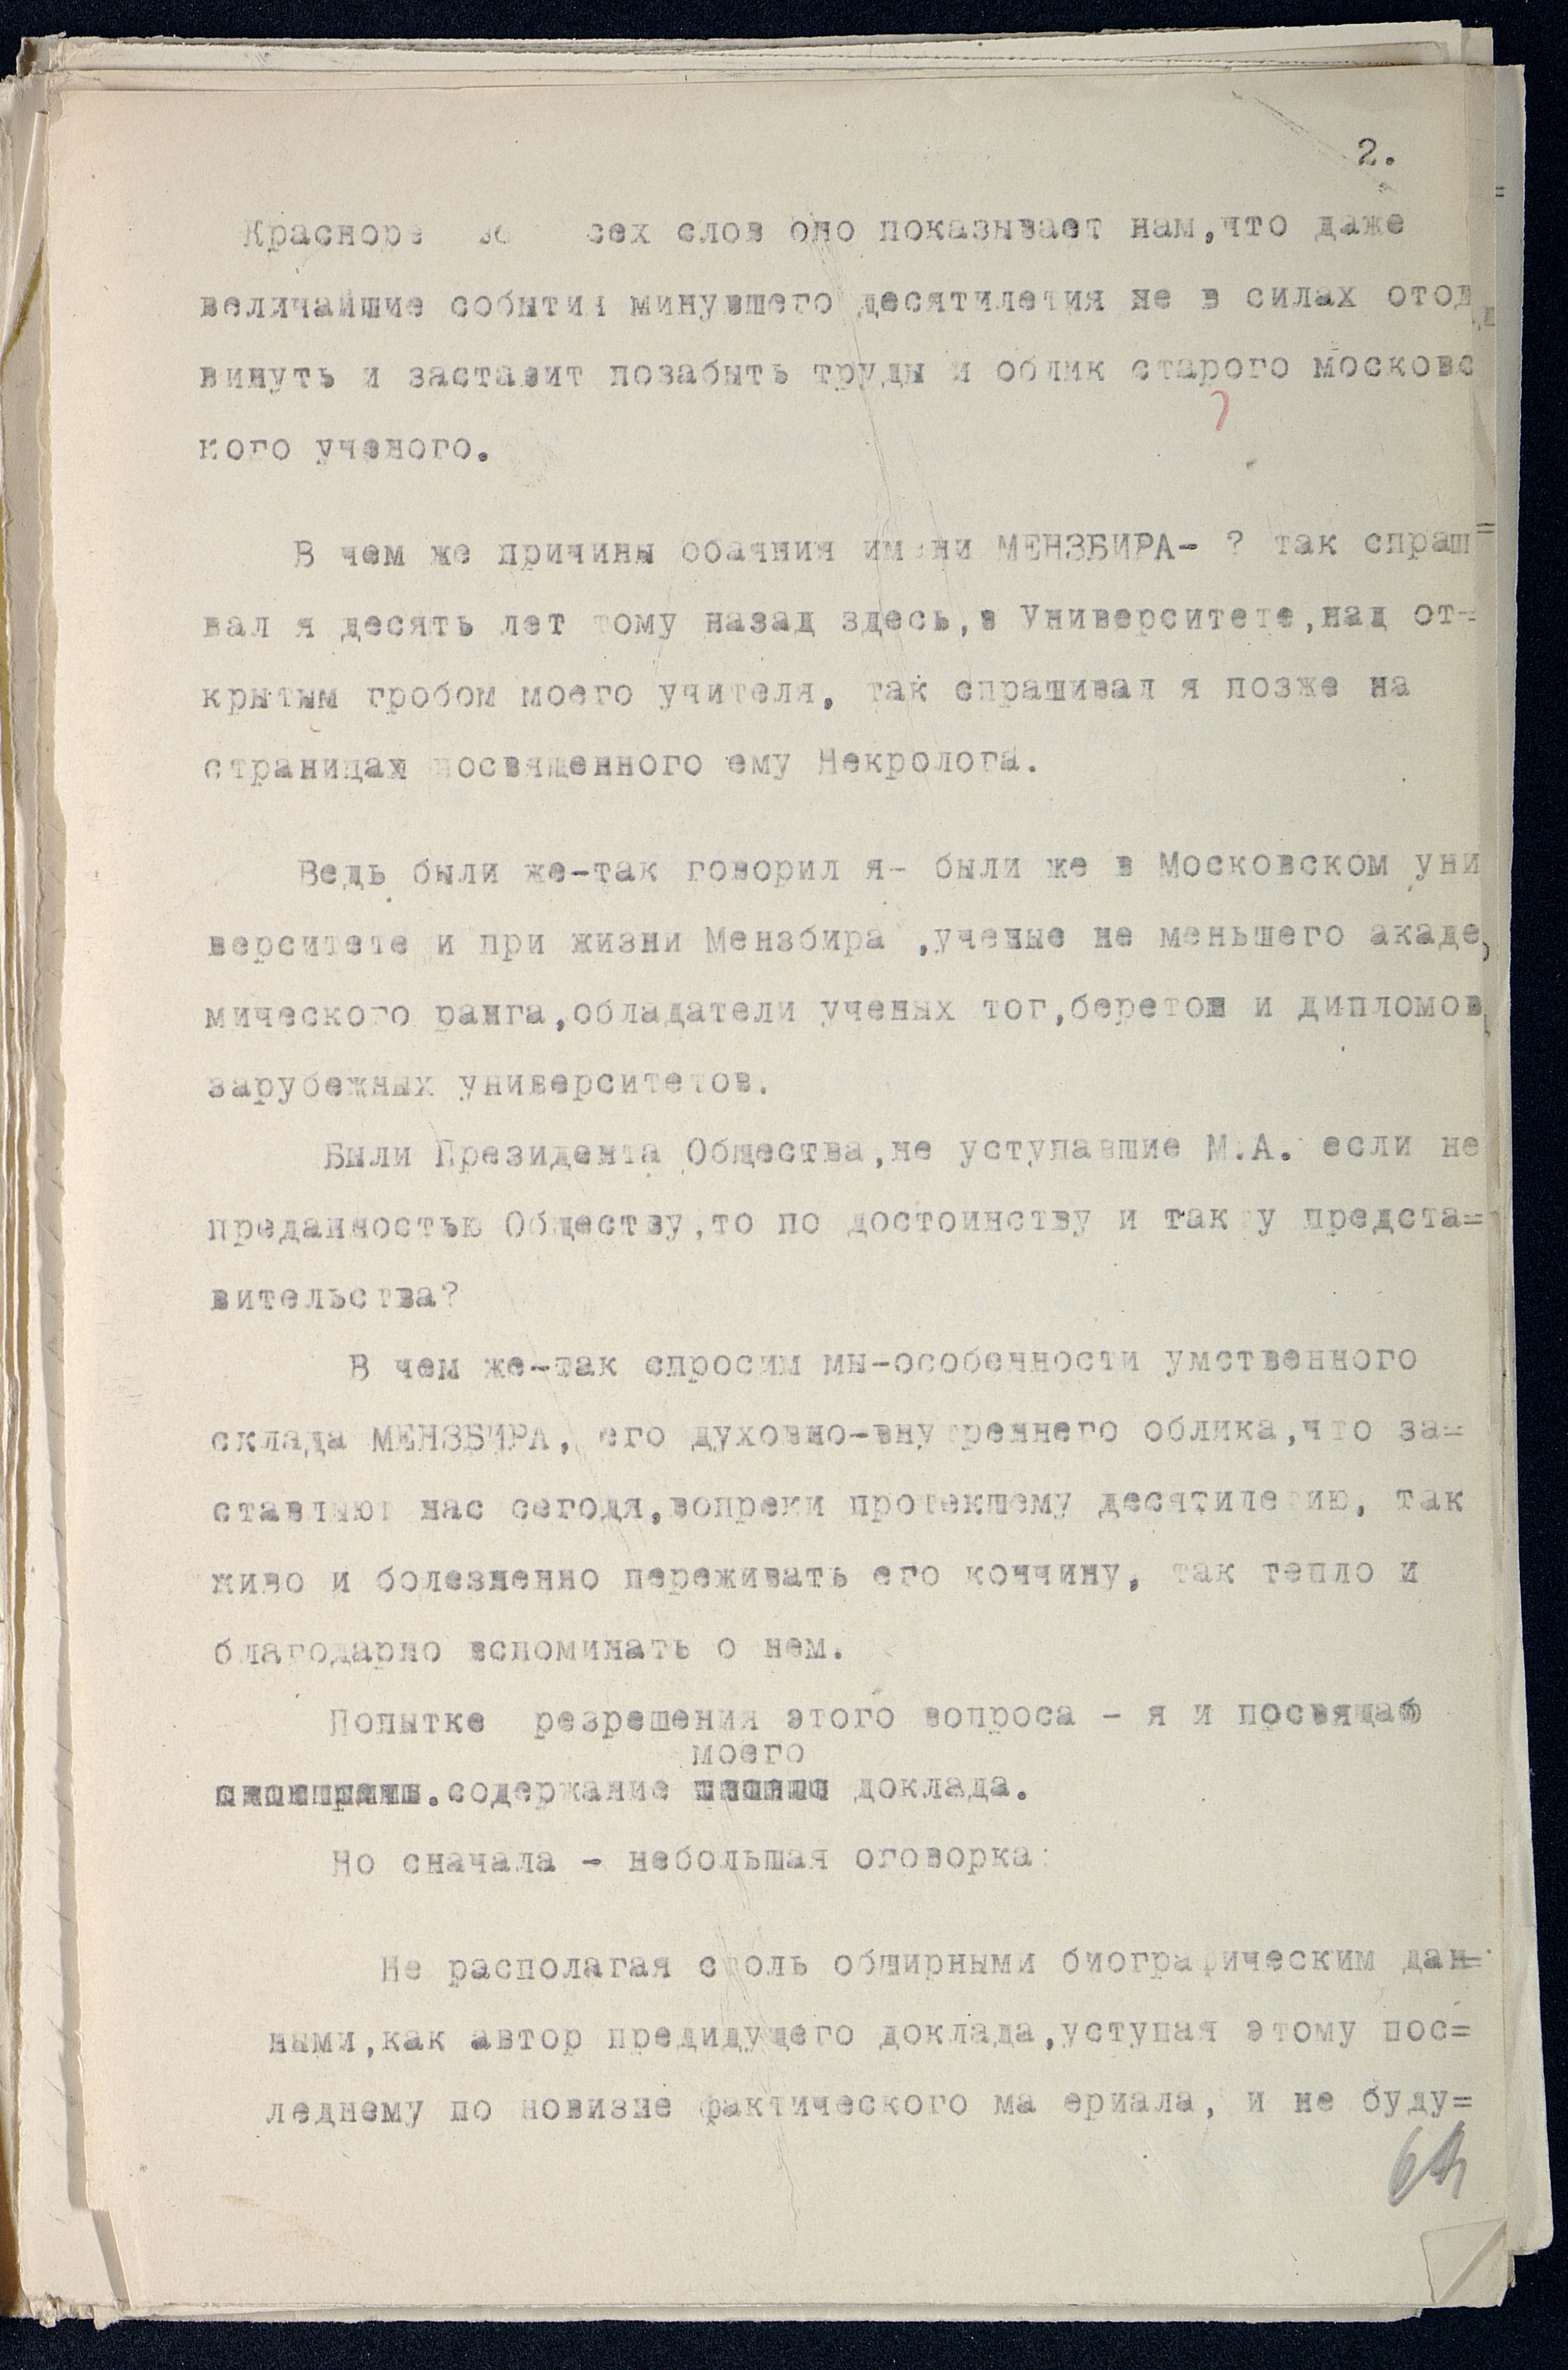 2.
сех слов оно показывает нам,что даже
величайшие события минувшего десятилетия не в силах отод
винуть и заставит позабыть труды и облик старого московс
кого ученого.
В чем же причины обаяния имени МЕНЗБИРА- ? так спраш=
вал я десять лет тому назад здесь,в Университете,над от-
крытым гробом моего учителя, так спрашивал я позже на
страницах посвященного ему Некролога.
Ведь были же-так говорил я- были же в Московском уни
верситете и при жизни Мензбира ,ученые не меньшего акаде
мического ранга,обладатели ученых тог,беретов и дипломов
зарубежных университетов.
Были Президента Общества,не уступавшие М.А. если не
преданностью Обществу,то по достоинству и так у предста=
вительства?
В чем же-так спросим мы-особенности умственного
склада МЕНЗБИРА, его духовно-внутреннего облика,что за=
ставляют нас сегодя,вопреки протекшему десятилетию, так
живо и болезненно переживать его кончину, так тепло и
благодарно вспоминать о нем.
Попытке резрешения этого вопроса - я и посвящаю
моего
содержание доклада.
Но сначала - небольшая оговорка:
Не располагая столь обширными биографическим дан=
ными,как автор предидущего доклада,уступая этому пос=
леднему по новизне фактического ма ериала, и не буду=